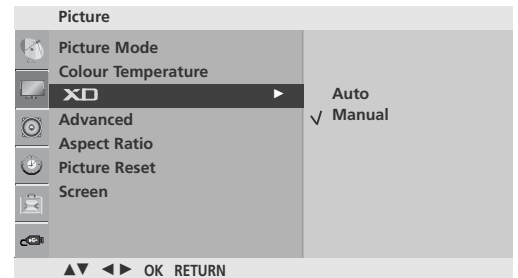 Picture
Picture Mode
Colour Temperature
XD ►
Auto
√ Manual
Advanced
Aspect Ratio
Picture Reset
Screen
▲▼ ◄► OK RETURN